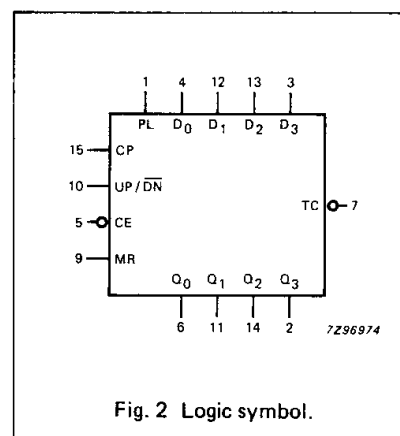 1 4 12 13 3
PL D0 D1 D2 D3
15 CP
10 UP/D̅N̅
5 CE
9 MR
TC 7
Q0 Q1 Q2 Q3
6 11 14 2
7Z96974
Fig. 2 Logic symbol.